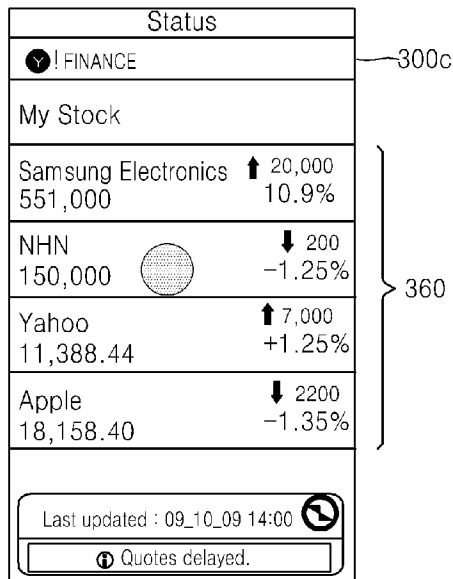 Status
Y! FINANCE
300c
My Stock
Samsung Electronics ⬆ 20,000
551,000 10.9%
NHN ⬇ 200
150,000 -1.25%
360
Yahoo ⬆ 7,000
11,388.44 +1.25%
Apple ⬇ 2200
18,158.40 -1.35%
Last updated : 09_10_09 14:00
ⓘ Quotes delayed.